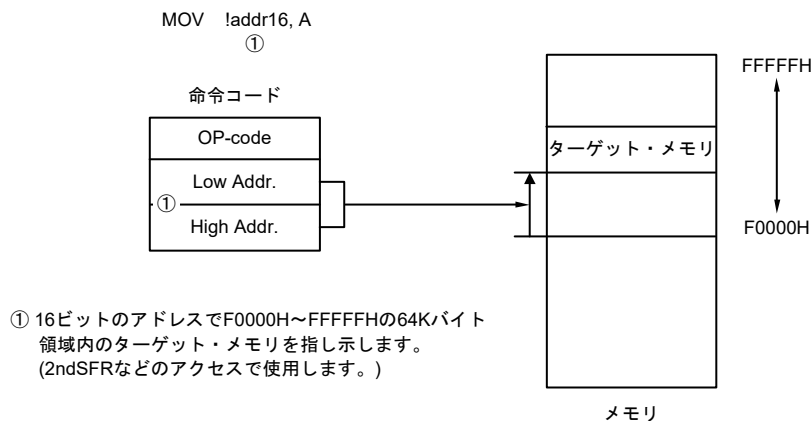 MOV !addr16, A
①
命令コード
OP-code
Low Addr.
①
High Addr.
FFFFFH
ターゲット・メモリ
F0000H
① 16ビットのアドレスでF0000H～FFFFFHの64Kバイト
領域内のターゲット・メモリを指し示します。
(2ndSFRなどのアクセスで使用します。)
メモリ